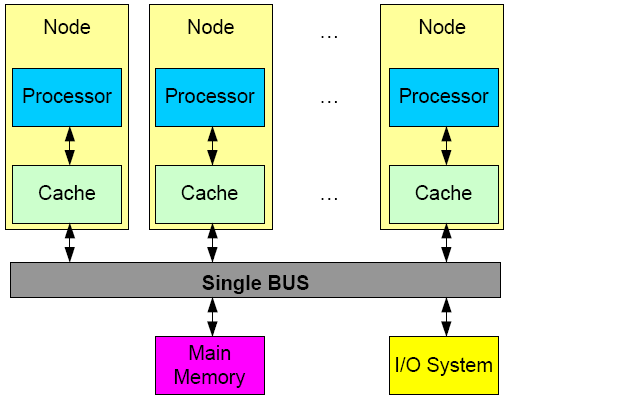 Node Node … Node
Processor Processor … Processor
Cache Cache … Cache
Single BUS
Main
Memory
I/O System